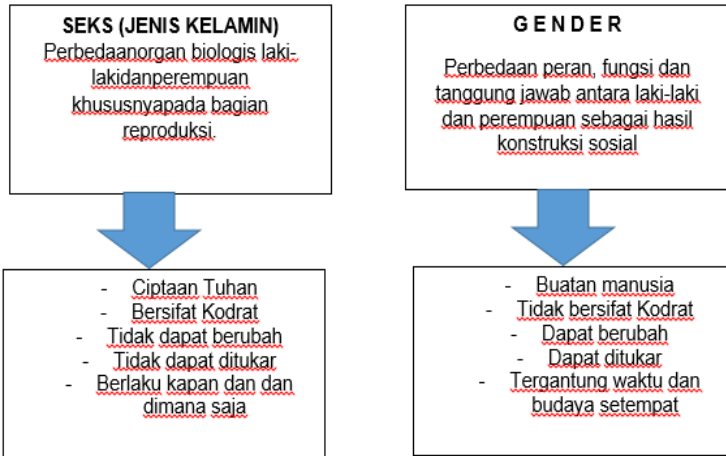 SEKS (JENIS KELAMIN)
Perbedaanorgan biologis laki-
lakidanperempuan
khususnyapada bagian
reproduksi.
G E N D E R
Perbedaan peran, fungsi dan
tanggung jawab antara laki-laki
dan perempuan sebagai hasil
konstruksi sosial
- Ciptaan Tuhan
- Bersifat Kodrat
- Tidak dapat berubah
- Tidak dapat ditukar
- Berlaku kapan dan dan
dimana saja
- Buatan manusia
- Tidak bersifat Kodrat
- Dapat berubah
- Dapat ditukar
- Tergantung waktu dan
budaya setempat